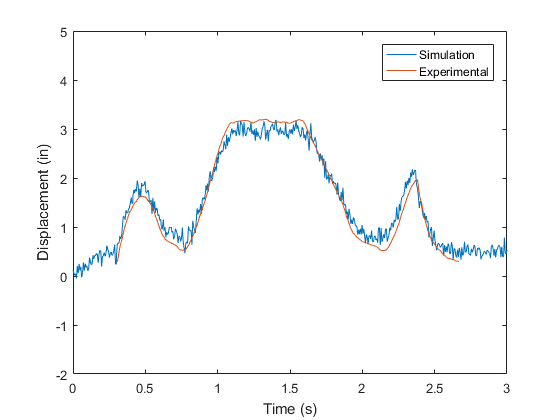 5
4
3
2
1
0
-1
-2
Displacement (in)
Simulation
Experimental
0 0.5 1 1.5 2 2.5 3
Time (s)